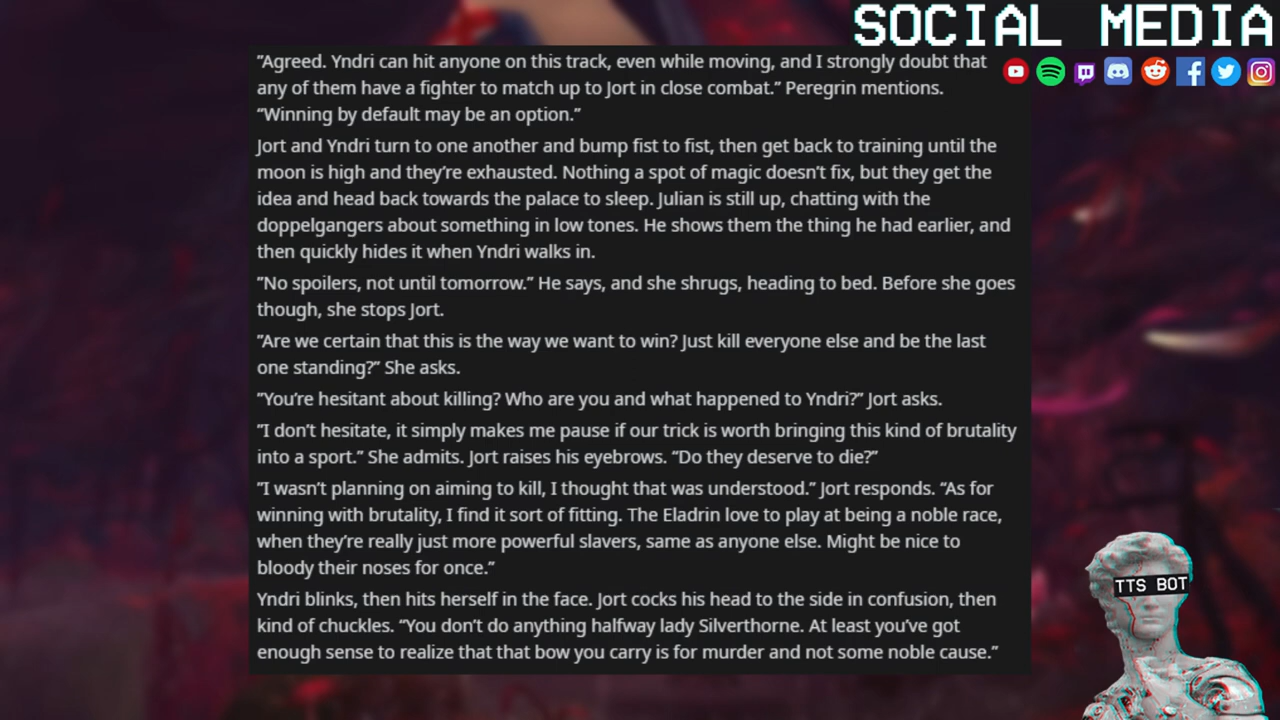 SOCIAL MEDIA
"Agreed. Yndri can hit anyone on this track, even while moving, and I strongly doubt that
any of them have a fighter to match up to Jort in close combat." Peregrin mentions.
"Winning by default may be an option."
Jort and Yndri turn to one another and bump fist to fist, then get back to training until the
moon is high and they're exhausted. Nothing a spot of magic doesn't fix, but they get the
idea and head back towards the palace to sleep. Julian is still up, chatting with the
doppelgangers about something in low tones. He shows them the thing he had earlier, and
then quickly hides it when Yndri walks in.
"No spoilers, not until tomorrow." He says, and she shrugs, heading to bed. Before she goes
though, she stops Jort.
"Are we certain that this is the way we want to win? Just kill everyone else and be the last
one standing?" She asks.
"You're hesitant about killing? Who are you and what happened to Yndri?" Jort asks.
"I don't hesitate, it simply makes me pause if our trick is worth bringing this kind of brutality
into a sport." She admits. Jort raises his eyebrows. "Do they deserve to die?"
"I wasn't planning on aiming to kill, I thought that was understood." Jort responds. "As for
winning with brutality, I find it sort of fitting. The Eladrin love to play at being a noble race,
when they're really just more powerful slavers, same as anyone else. Might be nice to
bloody their noses for once."
Yndri blinks, then hits herself in the face. Jort cocks his head to the side in confusion, then
kind of chuckles. "You don't do anything halfway lady Silverthorne. At least you've got
enough sense to realize that that bow you carry is for murder and not some noble cause."
TTS BOT